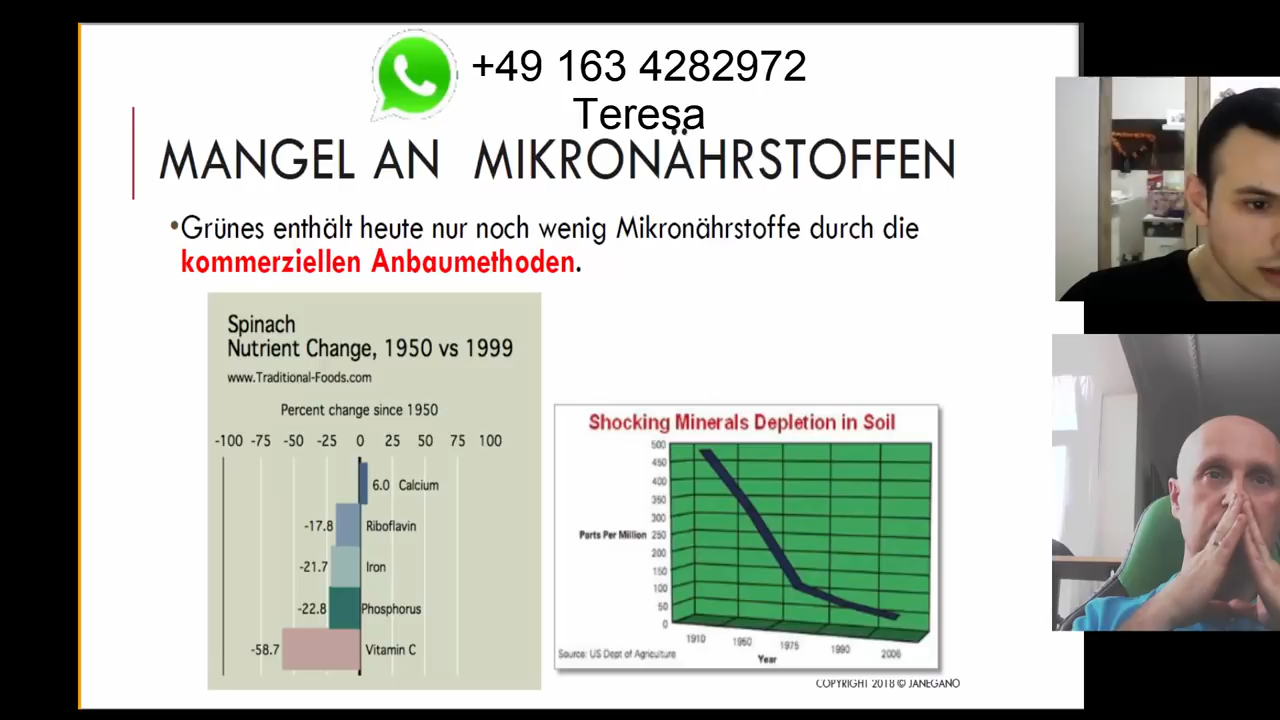 +49 163 4282972
Teresa
MANGEL AN MIKRONÄHRSTOFFEN
•Grünes enthält heute nur noch wenig Mikronährstoffe durch die
kommerziellen Anbaumethoden.
Spinach
Nutrient Change, 1950 vs 1999
www.Traditional-Foods.com
Percent change since 1950
-100 -75 -50 -25 0 25 50 75 100
6.0 Calcium
-17.8 Riboflavin
-21.7 Iron
-22.8 Phosphorus
-58.7 Vitamin C
Shocking Minerals Depletion in Soil
500
450
400
350
300
Parts Per Million 250
200
150
100
50
0
1910 1950 1975 1990 2006
Source: US Dept of Agriculture
Year
COPYRIGHT 2018 © JANEGANO